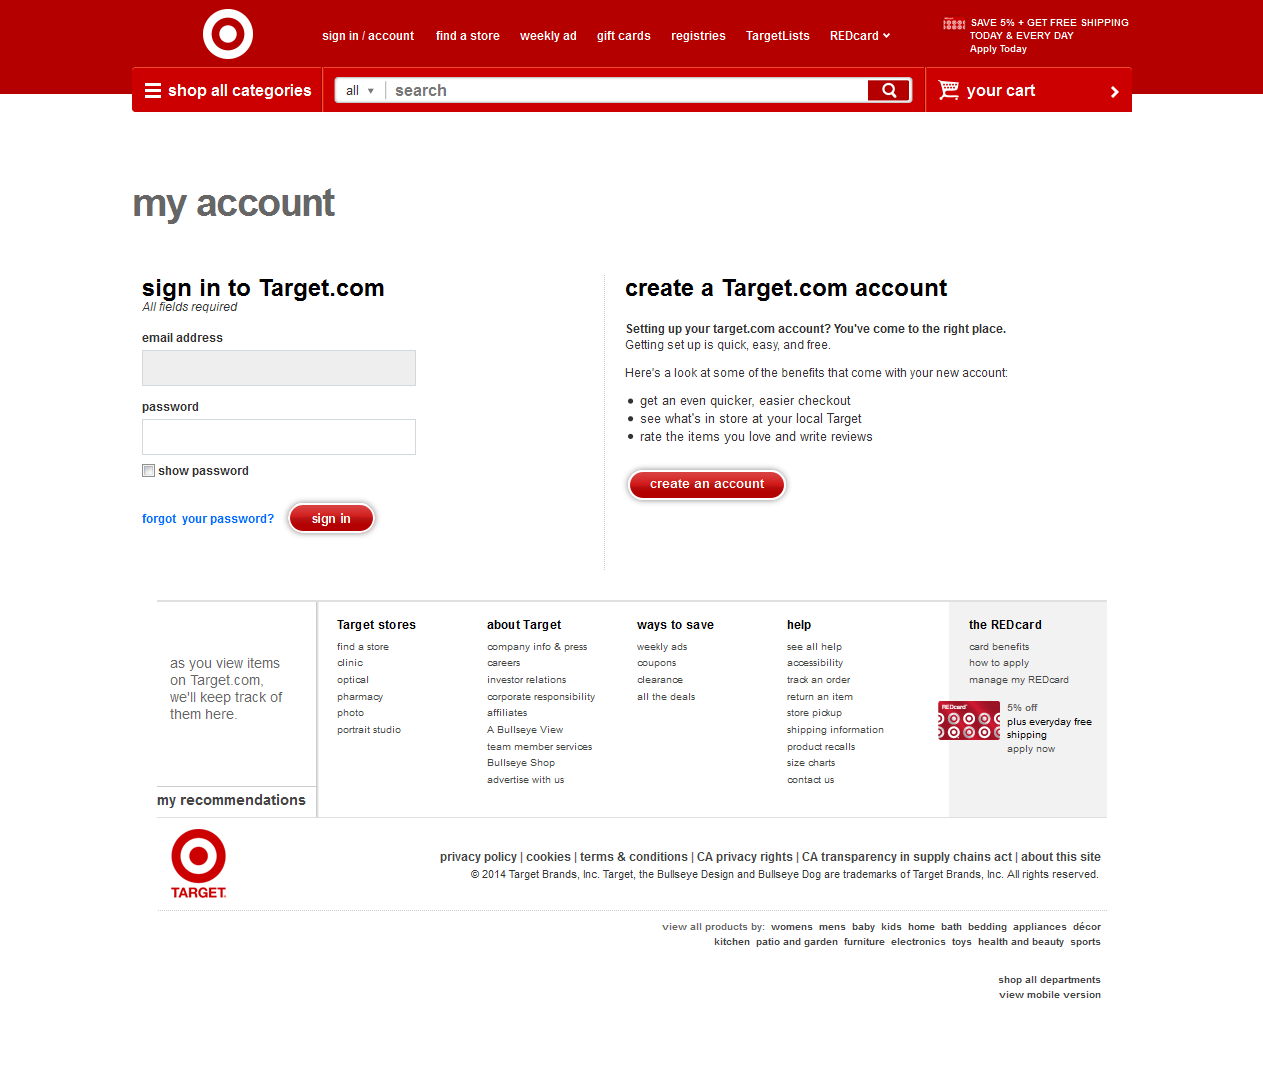 sign in / account find a store weekly ad gift cards registries TargetLists REDcard
SAVE 5% + GET FREE SHIPPING
TODAY & EVERY DAY
Apply Today
shop all categories all search your cart
my account
sign in to Target.com
All fields required
email address
password
show password
forgot your password? sign in
create a Target.com account
Setting up your target.com account? You've come to the right place.
Getting set up is quick, easy, and free.
Here's a look at some of the benefits that come with your new account:
• get an even quicker, easier checkout
• see what's in store at your local Target
• rate the items you love and write reviews
create an account
as you view items
on Target.com,
we'll keep track of
them here.
my recommendations
Target stores
find a store
clinic
optical
pharmacy
photo
portrait studio
about Target
company info & press
careers
investor relations
corporate responsibility
affiliates
A Bullseye View
team member services
Bullseye Shop
advertise with us
ways to save
weekly ads
coupons
clearance
all the deals
help
see all help
accessibility
track an order
return an item
store pickup
shipping information
product recalls
size charts
contact us
the REDcard
card benefits
how to apply
manage my REDcard
REDcard
5% off
plus everyday free
shipping
apply now
TARGET
privacy policy | cookies | terms & conditions | CA privacy rights | CA transparency in supply chains act | about this site
© 2014 Target Brands, Inc. Target, the Bullseye Design and Bullseye Dog are trademarks of Target Brands, Inc. All rights reserved.
view all products by: womens mens baby kids home bath bedding appliances décor
kitchen patio and garden furniture electronics toys health and beauty sports
shop all departments
view mobile version